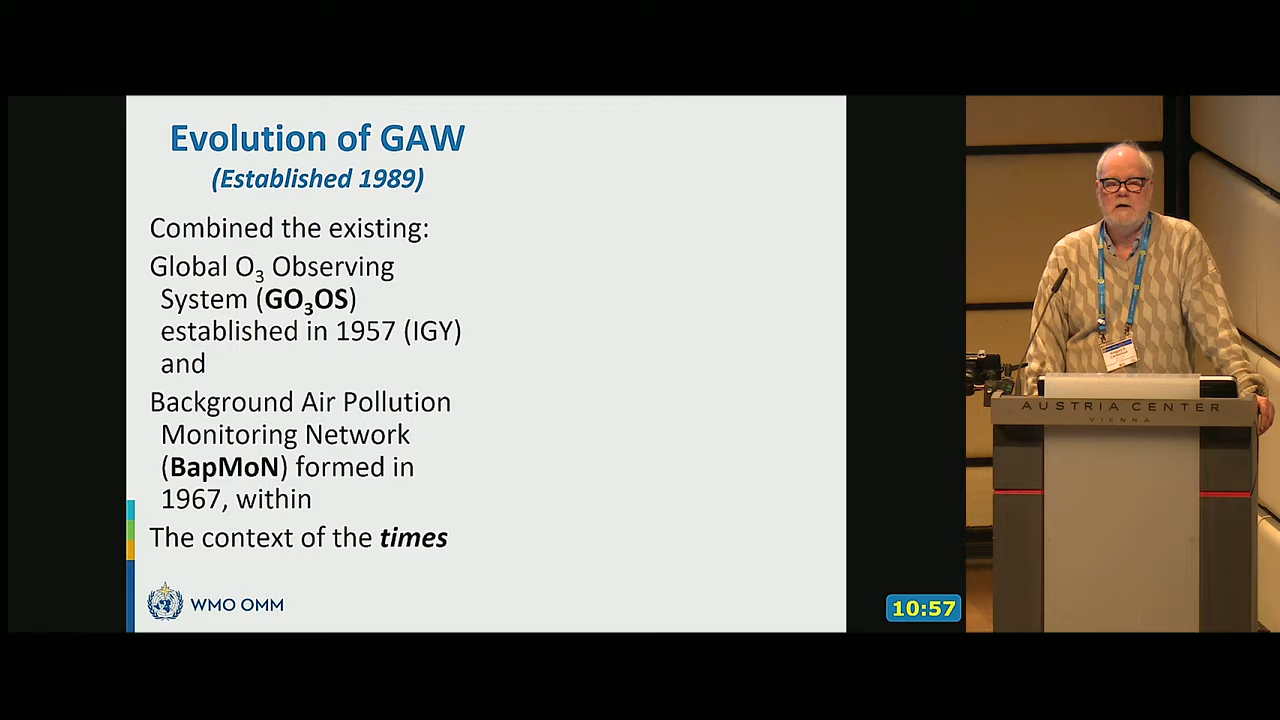 Evolution of GAW
(Established 1989)
Combined the existing:
Global O₃ Observing
System (GO₃OS)
established in 1957 (IGY)
and
Background Air Pollution
Monitoring Network
(BapMoN) formed in
1967, within
The context of the times
WMO OMM
10:57
AUSTRIA CENTER
VIENNA